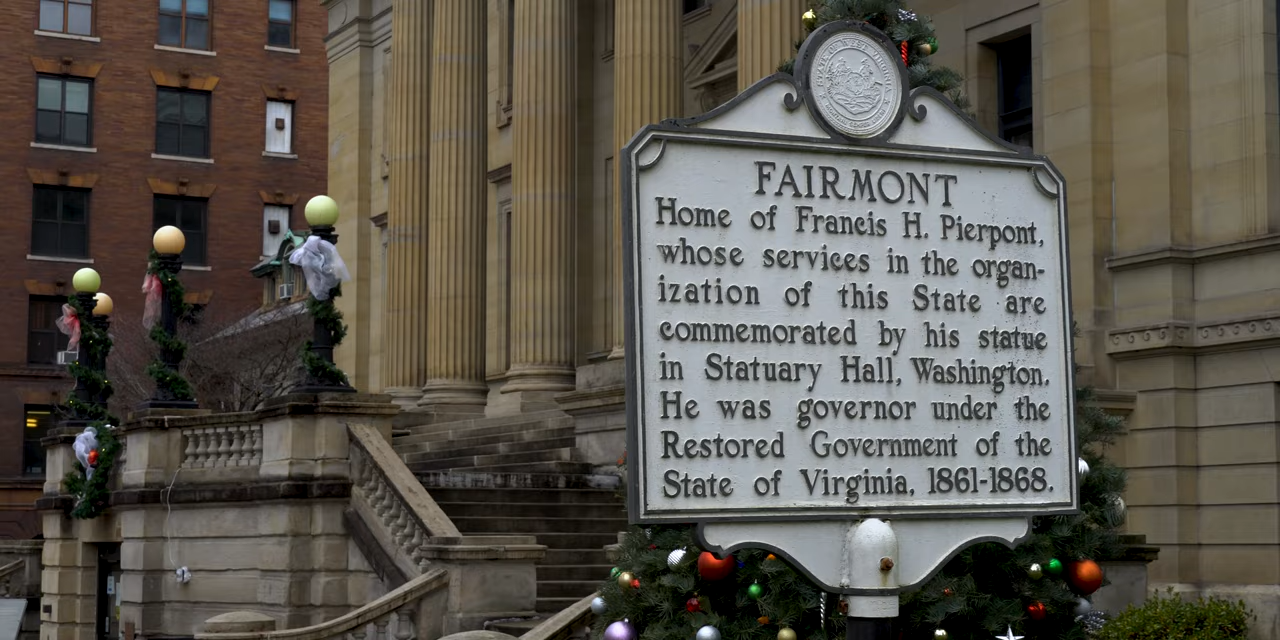 FAIRMONT
Home of Francis H. Pierpont,
whose services in the organ-
ization of this State are
commemorated by his statue
in Statuary Hall, Washington.
He was governor under the
Restored Government of the
State of Virginia, 1861-1868.